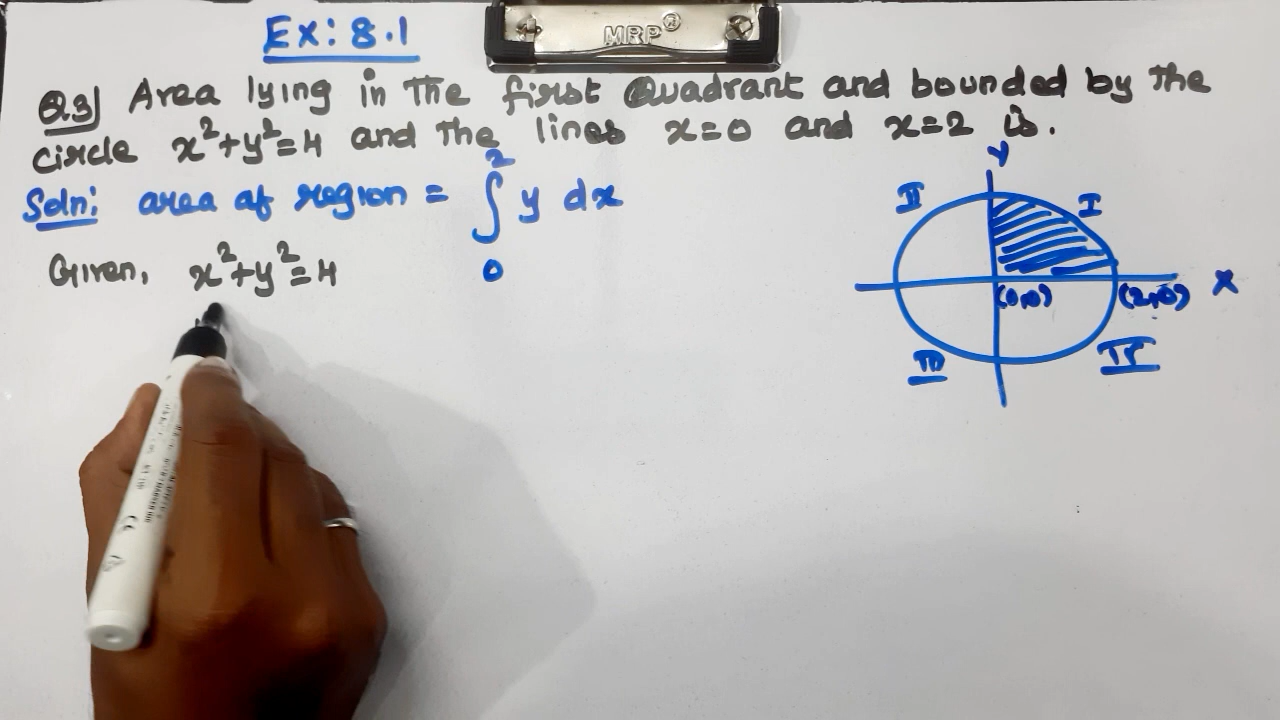 MRP®
Ex: 8.1
Q.3) Area lying in the first Quadrant and bounded by the
circle x²+y²=4 and the lines x=0 and x=2 is.
Soln: area of region = ∫₀² y dx
Given, x²+y²=4
Y
II
I
(0,0)
(2,0)
X
III
IV